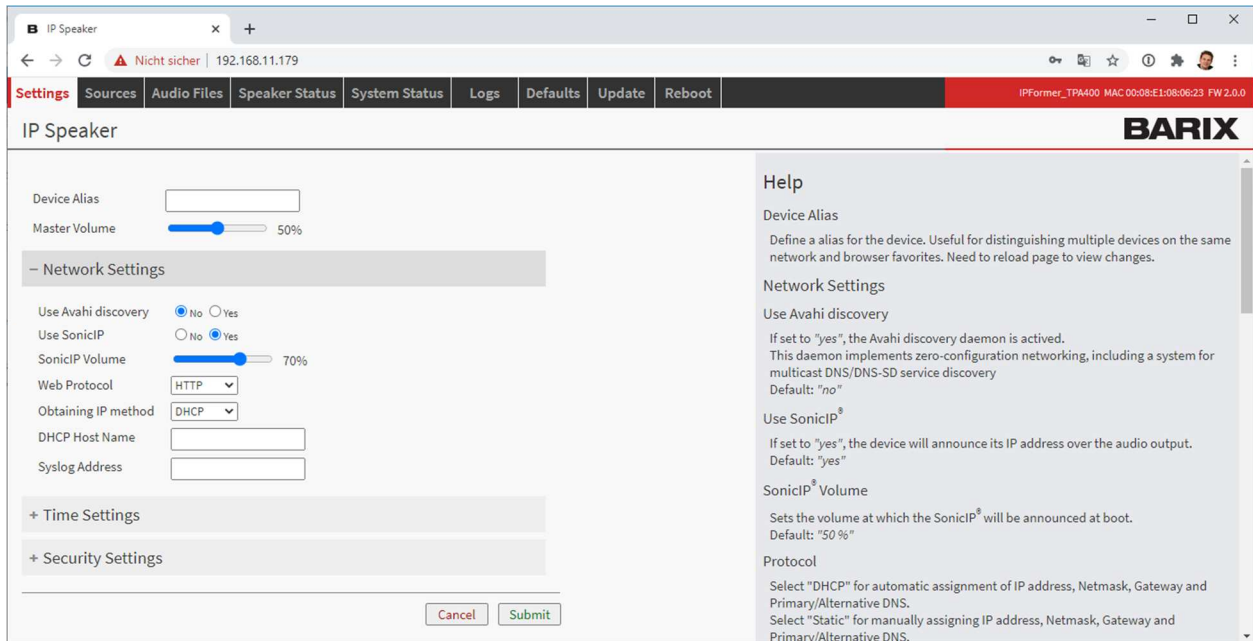 B IP Speaker
Nicht sicher | 192.168.11.179
Settings Sources Audio Files Speaker Status System Status Logs Defaults Update Reboot IPFormer_TPA400 MAC 00:08:E1:08:06:23 FW 2.0.0
IP Speaker BARIX
Device Alias
Master Volume 50%
− Network Settings
Use Avahi discovery No Yes
Use SonicIP No Yes
SonicIP Volume 70%
Web Protocol HTTP
Obtaining IP method DHCP
DHCP Host Name
Syslog Address
+ Time Settings
+ Security Settings
Cancel Submit
Help
Device Alias
Define a alias for the device. Useful for distinguishing multiple devices on the same
network and browser favorites. Need to reload page to view changes.
Network Settings
Use Avahi discovery
If set to "yes", the Avahi discovery daemon is actived.
This daemon implements zero-configuration networking, including a system for
multicast DNS/DNS-SD service discovery
Default: "no"
Use SonicIP®
If set to "yes", the device will announce its IP address over the audio output.
Default: "yes"
SonicIP® Volume
Sets the volume at which the SonicIP® will be announced at boot.
Default: "50 %"
Protocol
Select "DHCP" for automatic assignment of IP address, Netmask, Gateway and
Primary/Alternative DNS.
Select "Static" for manually assigning IP address, Netmask, Gateway and
Primary/Alternative DNS.